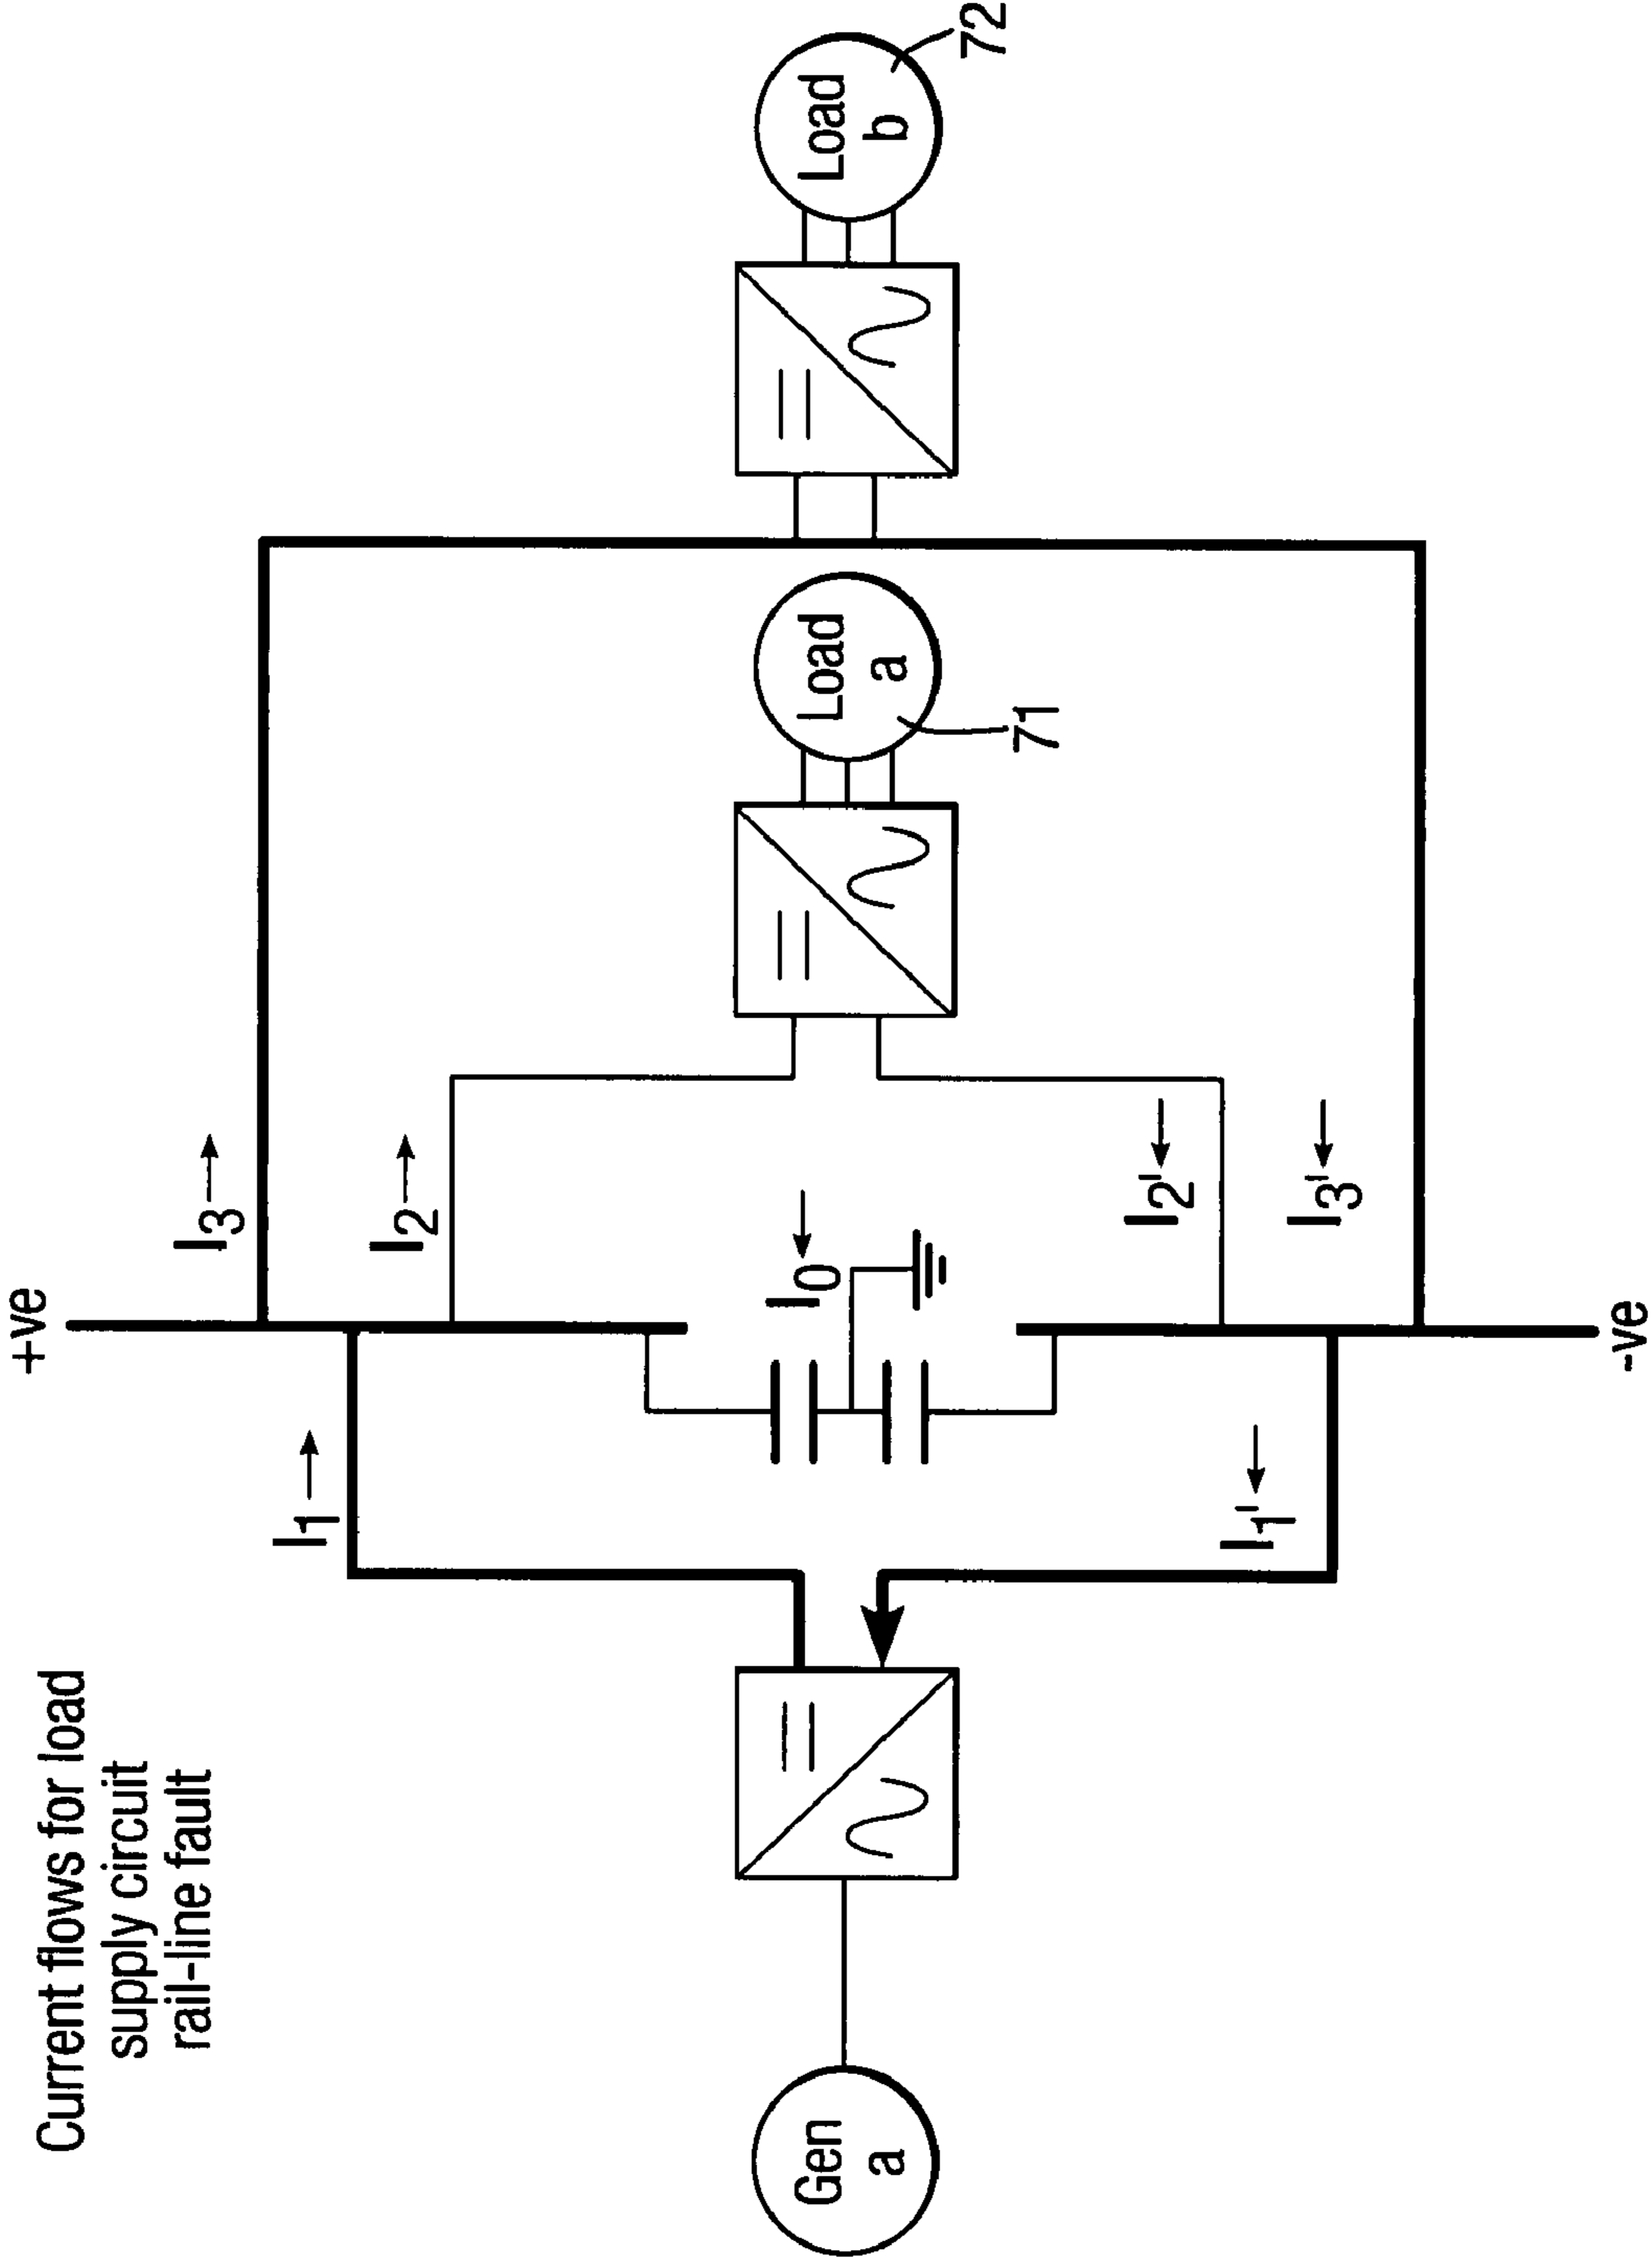 Current flows for load
supply circuit
rail-line fault
+ve
-ve
I1
I3
I2
I0
I1'
I2'
I3'
Gen
a
Load
a
71
Load
b
72